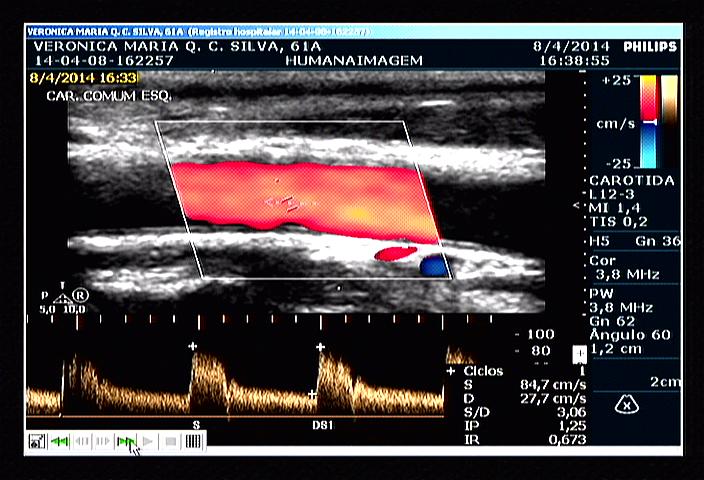 VERONICA MARIA Q. C. SILVA, 61A (Registro hospitalar 14-04-08-162257)
VERONICA MARIA Q. C. SILVA, 61A 8/4/2014 PHILIPS
14-04-08-162257 HUMANAIMAGEM 16:38:55
8/4/2014 16:33
CAR. COMUM ESQ.
+25
cm/s
-25
CAROTIDA
L12-3
MI 1,4
TIS 0,2
H5 Gn 36
Cor
3,8 MHz
PW
3,8 MHz
Gn 62
Ângulo 60
1,2 cm
2cm
P T R
5,0 10,0
- 100
- 80
+ Ciclos 1
S 84,7 cm/s
D 27,7 cm/s
S/D 3,06
IP 1,25
IR 0,673
S DS1